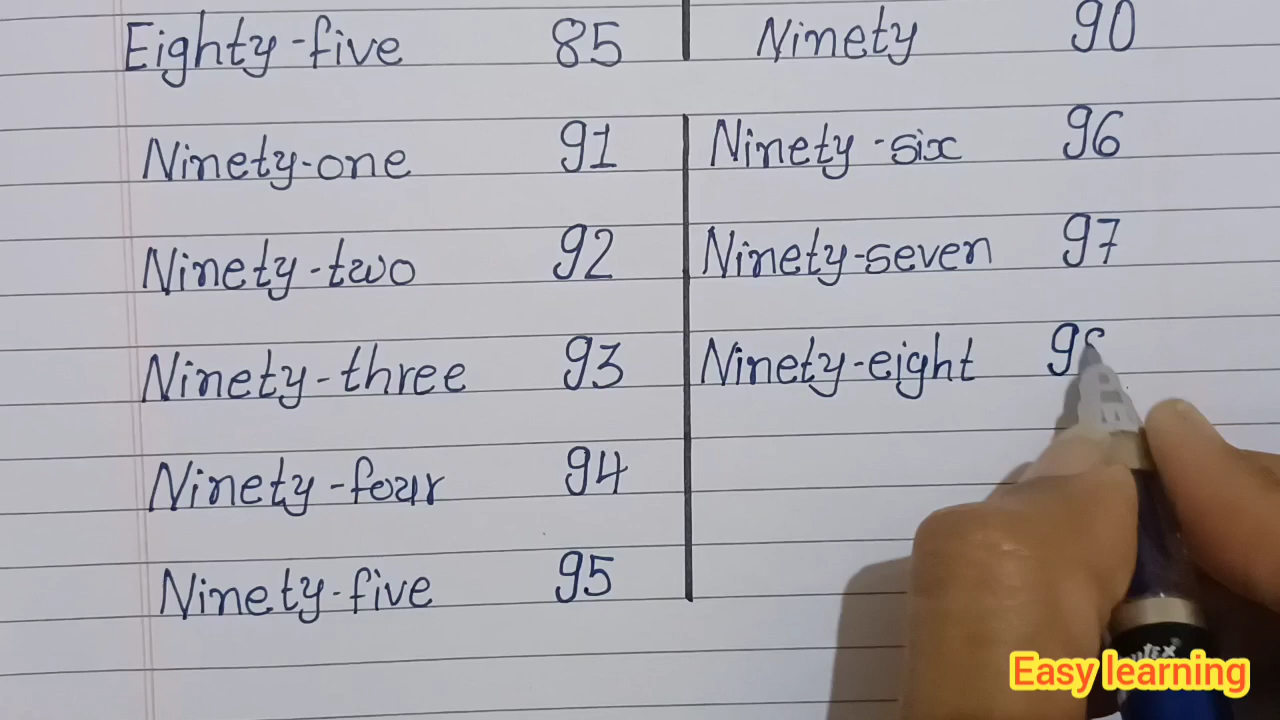 Eighty-five 85 Ninety 90
Ninety-one 91 Ninety-six 96
Ninety-two 92 Ninety-seven 97
Ninety-three 93 Ninety-eight 9
Ninety-four 94
Ninety-five 95
Easy learning